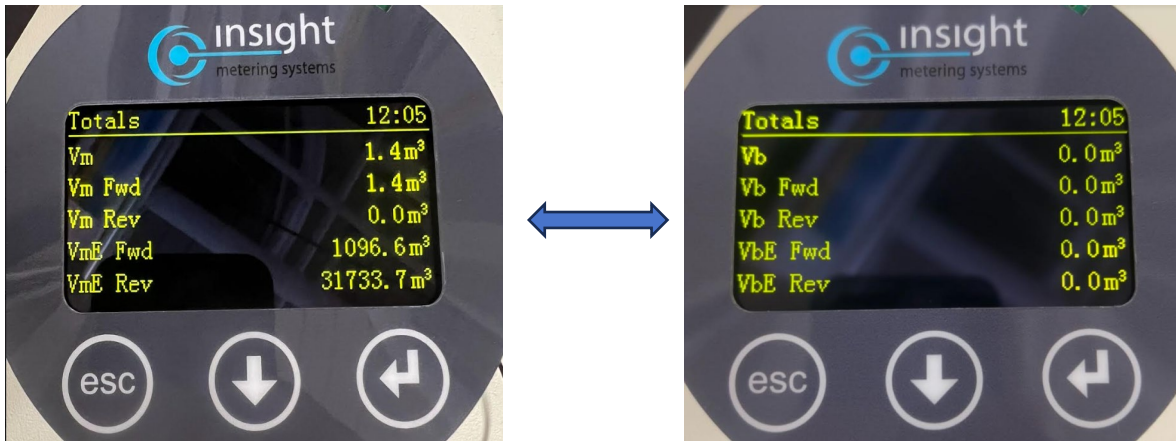 insight
metering systems
Totals 12:05
Vm 1.4m³
Vm Fwd 1.4m³
Vm Rev 0.0m³
VmE Fwd 1096.6m³
VmE Rev 31733.7m³
esc
insight
metering systems
Totals 12:05
Vb 0.0m³
Vb Fwd 0.0m³
Vb Rev 0.0m³
VbE Fwd 0.0m³
VbE Rev 0.0m³
esc